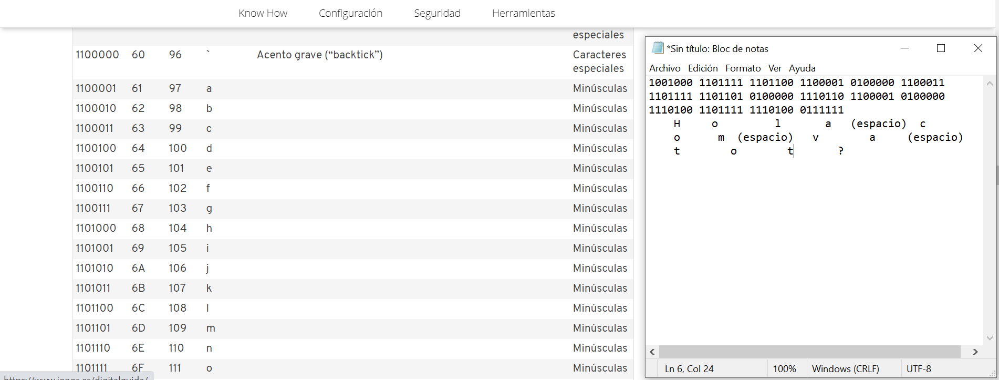 Know How Configuración Seguridad Herramientas
especiales
1100000 60 96 ` Acento grave (“backtick”) Caracteres
especiales
1100001 61 97 a Minúsculas
1100010 62 98 b Minúsculas
1100011 63 99 c Minúsculas
1100100 64 100 d Minúsculas
1100101 65 101 e Minúsculas
1100110 66 102 f Minúsculas
1100111 67 103 g Minúsculas
1101000 68 104 h Minúsculas
1101001 69 105 i Minúsculas
1101010 6A 106 j Minúsculas
1101011 6B 107 k Minúsculas
1101100 6C 108 l Minúsculas
1101101 6D 109 m Minúsculas
1101110 6E 110 n Minúsculas
1101111 6F 111 o Minúsculas
https://www.ionos.es/digitalguide/
*Sin título: Bloc de notas
Archivo Edición Formato Ver Ayuda
1001000 1101111 1101100 1100001 0100000 1100011
1101111 1101101 0100000 1110110 1100001 0100000
1110100 1101111 1110100 0111111
H o l a (espacio) c
o m (espacio) v a (espacio)
t o t ?
Ln 6, Col 24 100% Windows (CRLF) UTF-8